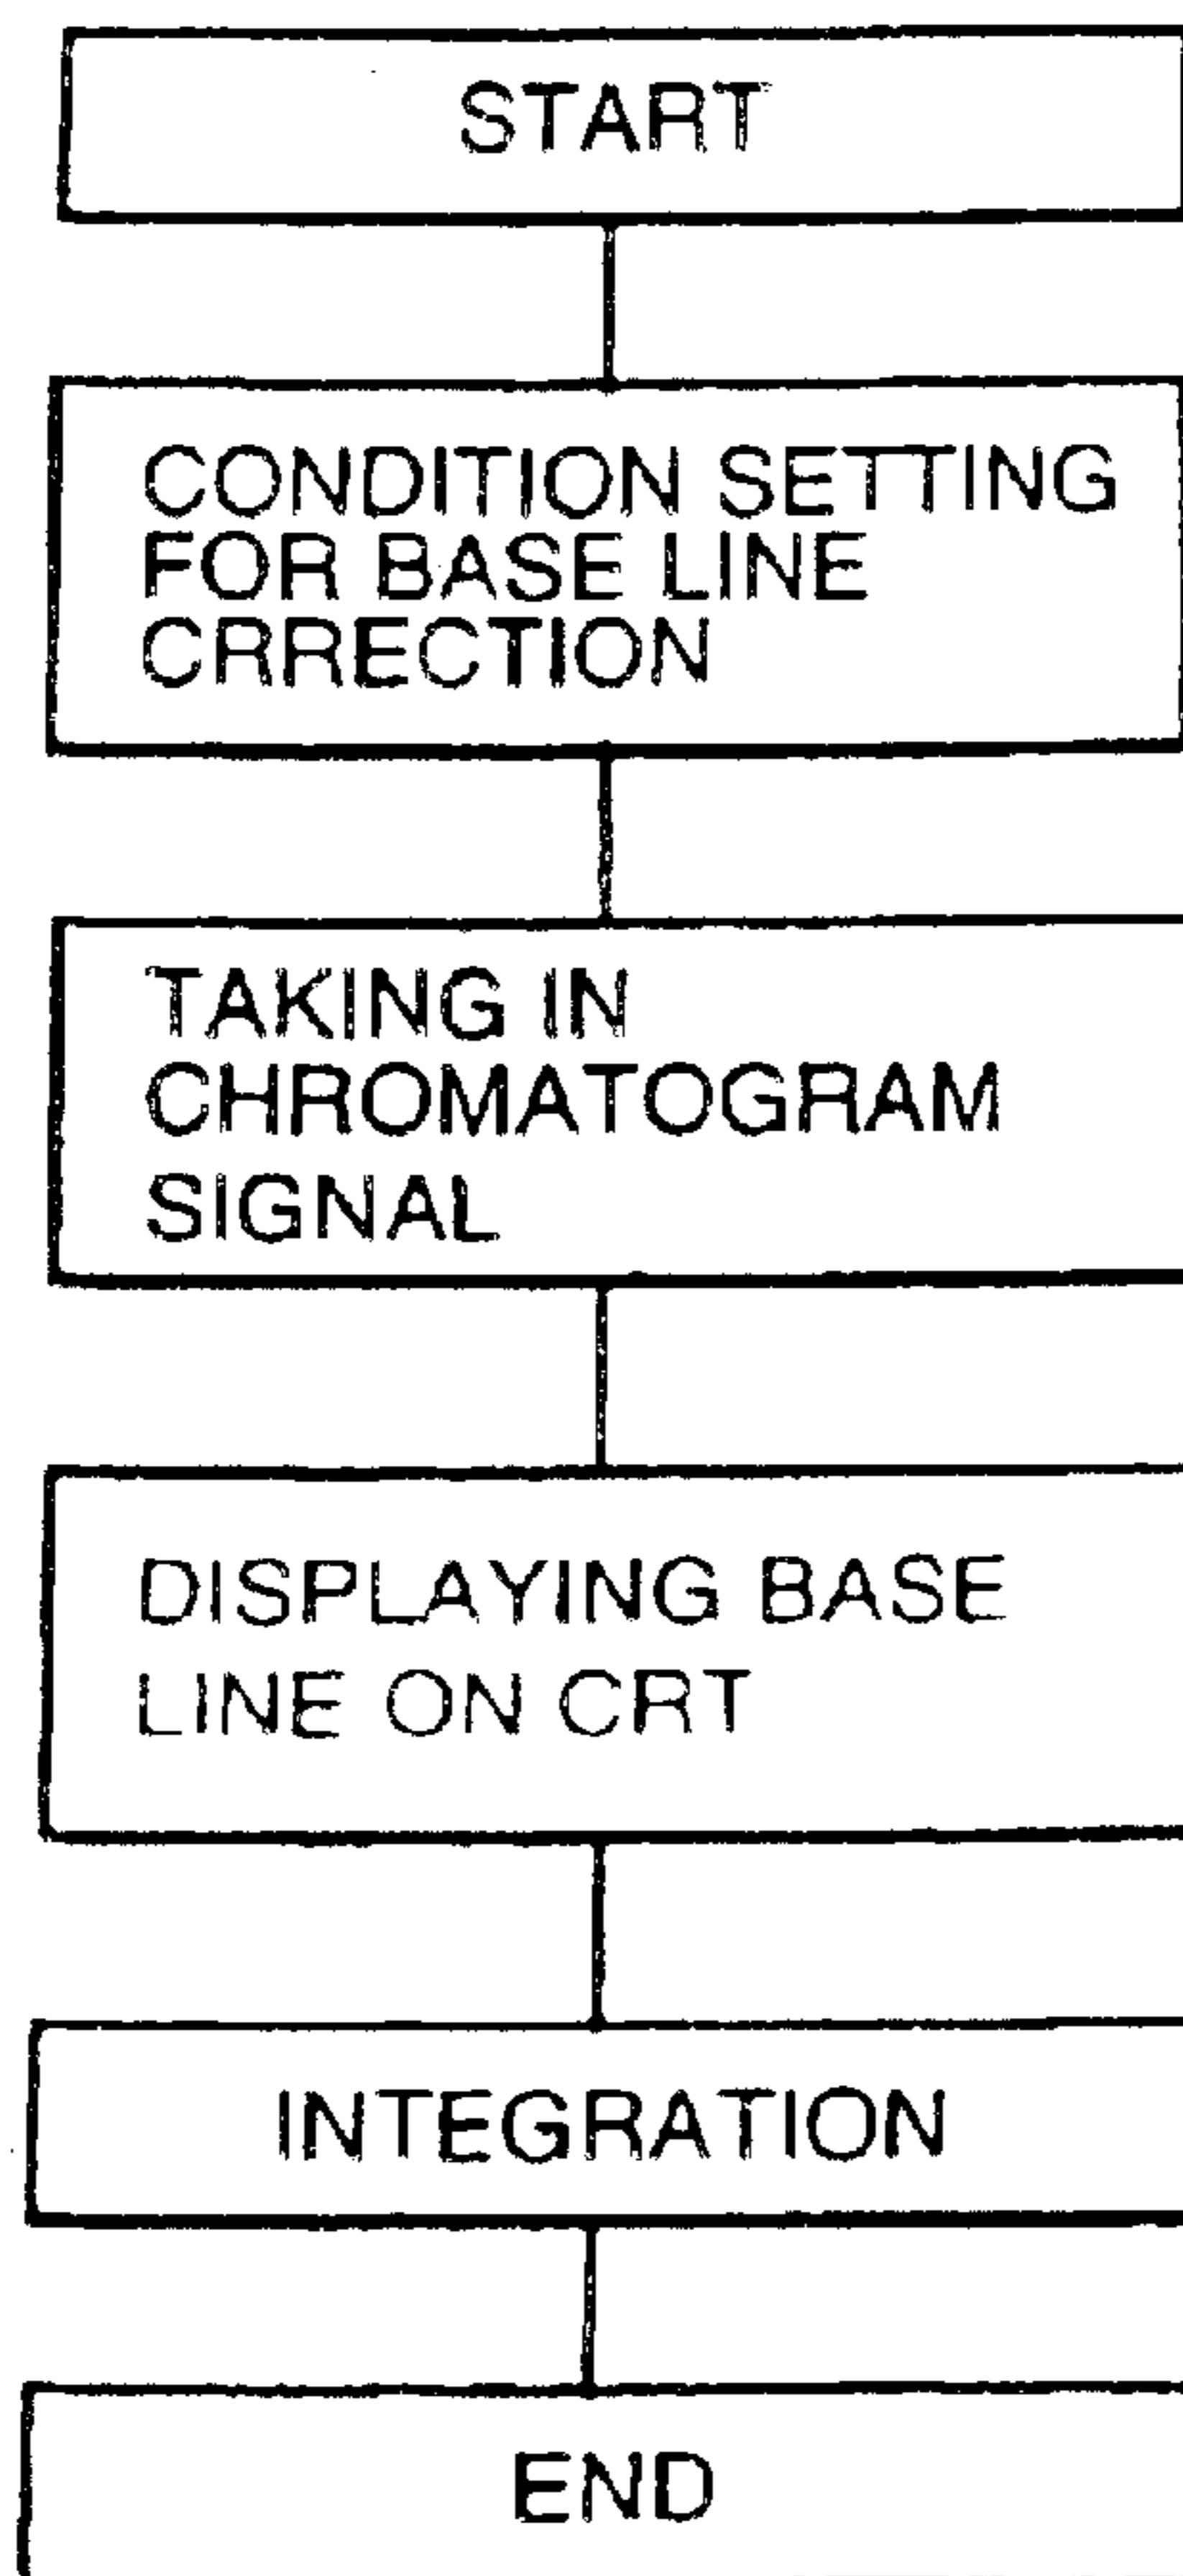 START
CONDITION SETTING
FOR BASE LINE
CRRECTION
TAKING IN
CHROMATOGRAM
SIGNAL
DISPLAYING BASE
LINE ON CRT
INTEGRATION
END